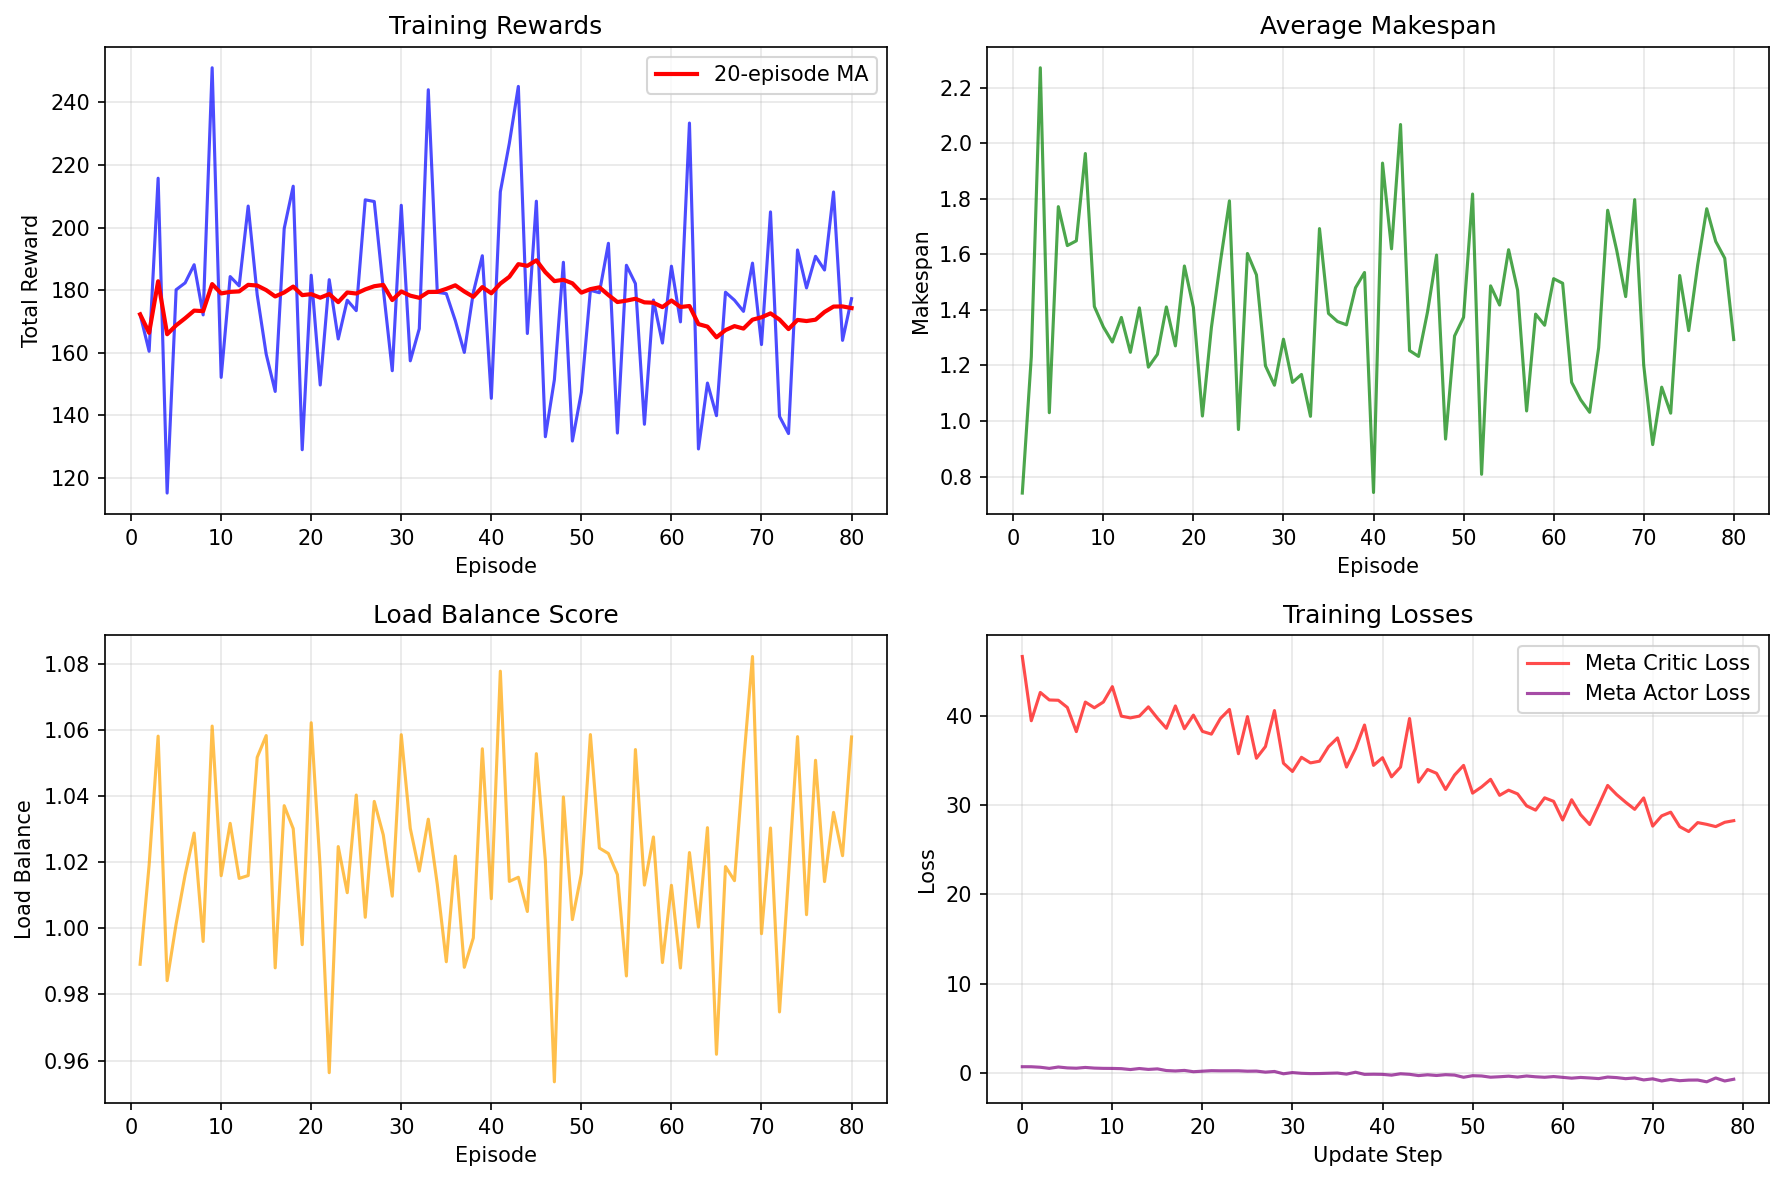 Training Rewards
20-episode MA
Total Reward
240
220
200
180
160
140
120
0 10 20 30 40 50 60 70 80
Episode
Average Makespan
Makespan
2.2
2.0
1.8
1.6
1.4
1.2
1.0
0.8
0 10 20 30 40 50 60 70 80
Episode
Load Balance Score
Load Balance
1.08
1.06
1.04
1.02
1.00
0.98
0.96
0 10 20 30 40 50 60 70 80
Episode
Training Losses
Meta Critic Loss
Meta Actor Loss
Loss
40
30
20
10
0
0 10 20 30 40 50 60 70 80
Update Step